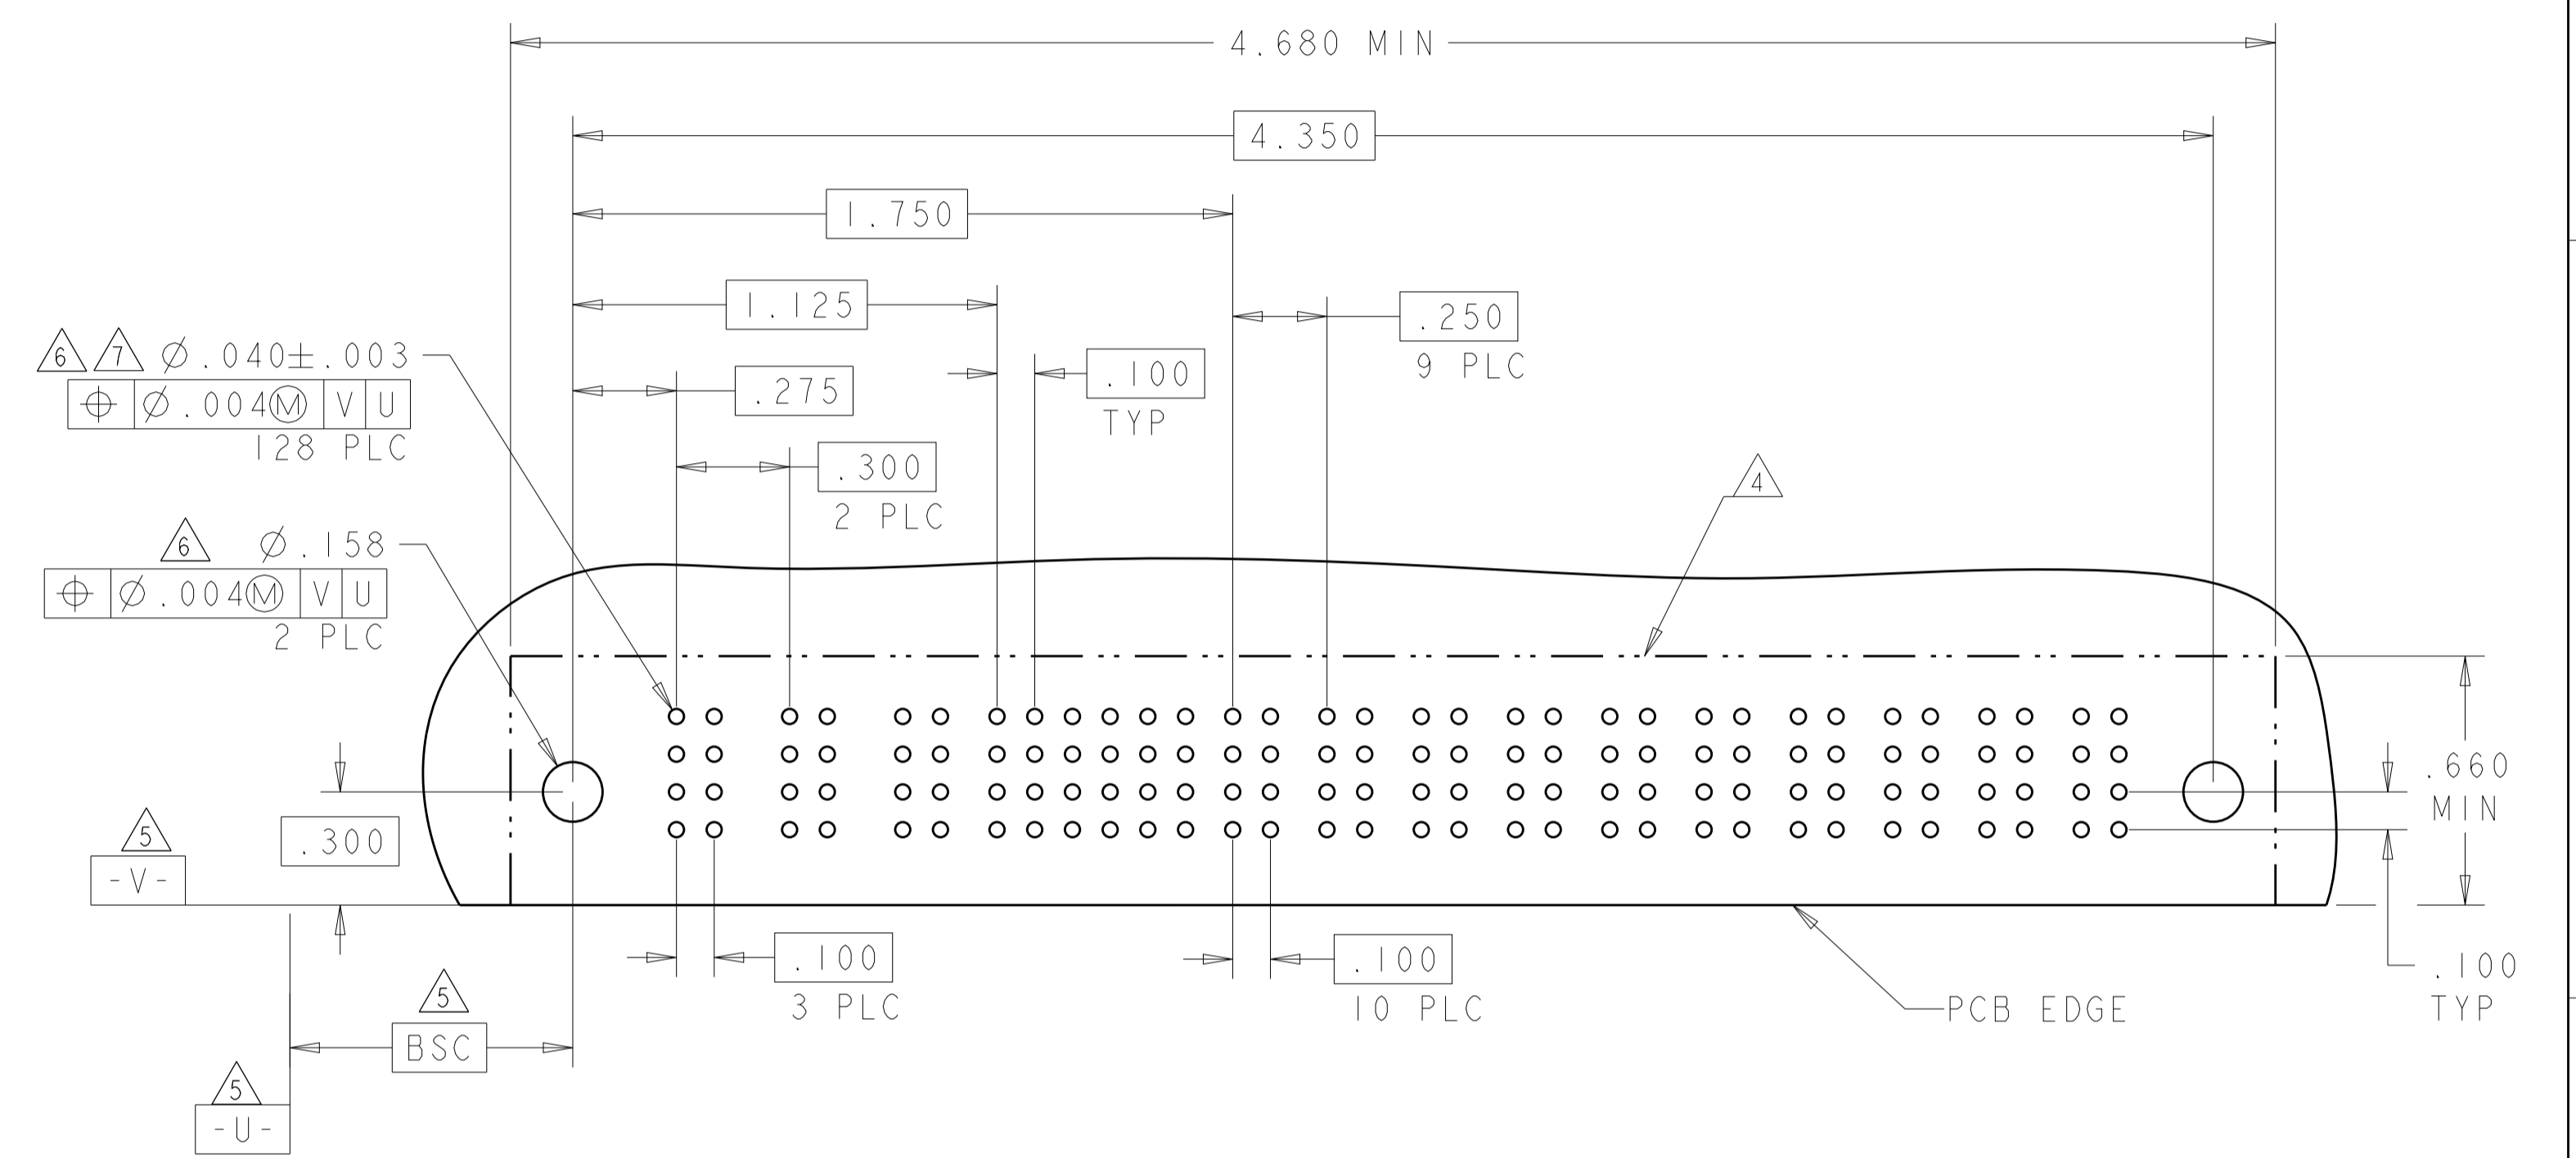 4.680 MIN
4.350
1.750
1.125
.250
9 PLC
6 7 Ø.040±.003
⌖ Ø.004Ⓜ V U
128 PLC
.275
.100
TYP
.300
2 PLC
4
6 Ø.158
⌖ Ø.004Ⓜ V U
2 PLC
.660
MIN
5
-V-
.300
.100
3 PLC
.100
10 PLC
PCB EDGE
.100
TYP
5
BSC
5
-U-